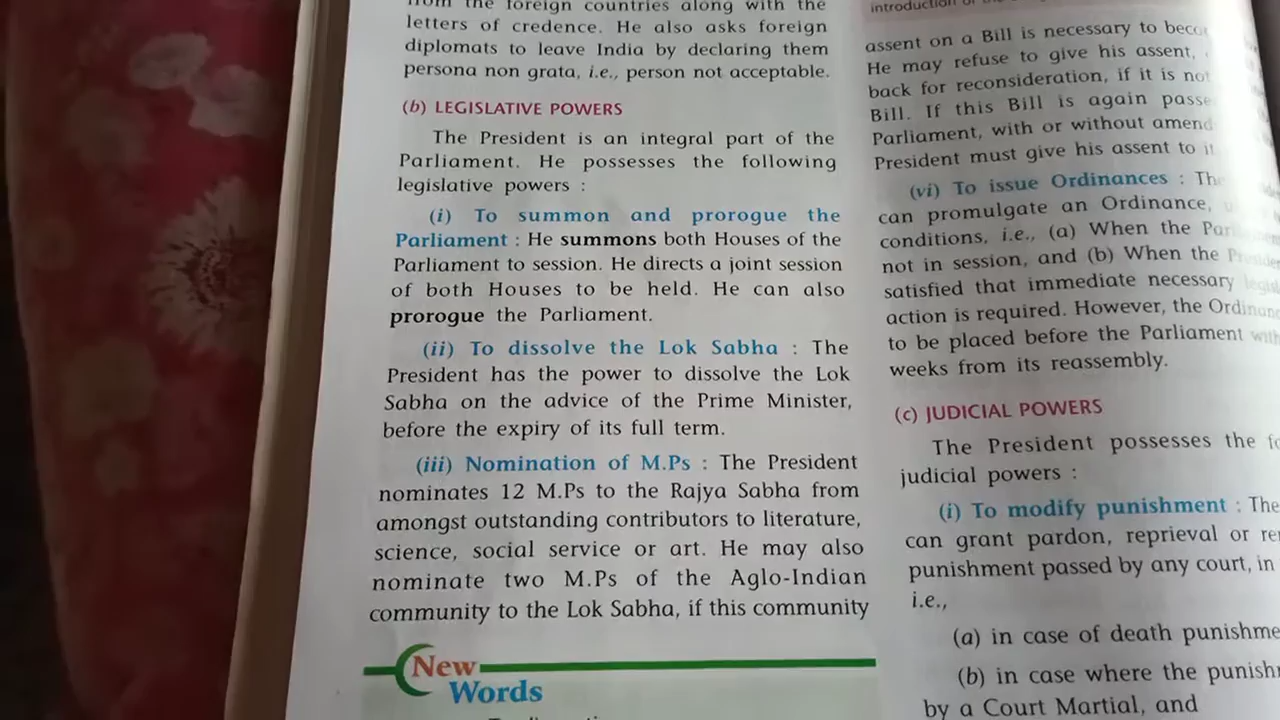 from the foreign countries along with the
letters of credence. He also asks foreign
diplomats to leave India by declaring them
persona non grata, i.e., person not acceptable.
(b) LEGISLATIVE POWERS
The President is an integral part of the
Parliament. He possesses the following
legislative powers :
(i) To summon and prorogue the
Parliament : He summons both Houses of the
Parliament to session. He directs a joint session
of both Houses to be held. He can also
prorogue the Parliament.
(ii) To dissolve the Lok Sabha : The
President has the power to dissolve the Lok
Sabha on the advice of the Prime Minister,
before the expiry of its full term.
(iii) Nomination of M.Ps : The President
nominates 12 M.Ps to the Rajya Sabha from
amongst outstanding contributors to literature,
science, social service or art. He may also
nominate two M.Ps of the Aglo-Indian
community to the Lok Sabha, if this community
New
Words
introduction of
assent on a Bill is necessary to
He may refuse to give his assent,
back for reconsideration, if it is not
Bill. If this Bill is again
Parliament, with or without
President must give his assent to it
(vi) To issue Ordinances :
can promulgate an Ordinance,
conditions, i.e., (a) When the
not in session, and (b) When the
satisfied that immediate necessary
action is required. However, the
to be placed before the Parliament
weeks from its reassembly.
(c) JUDICIAL POWERS
The President possesses the
judicial powers :
(i) To modify punishment : The
can grant pardon, reprieval or
punishment passed by any court, in
i.e.,
(a) in case of death
(b) in case where the
by a Court Martial, and